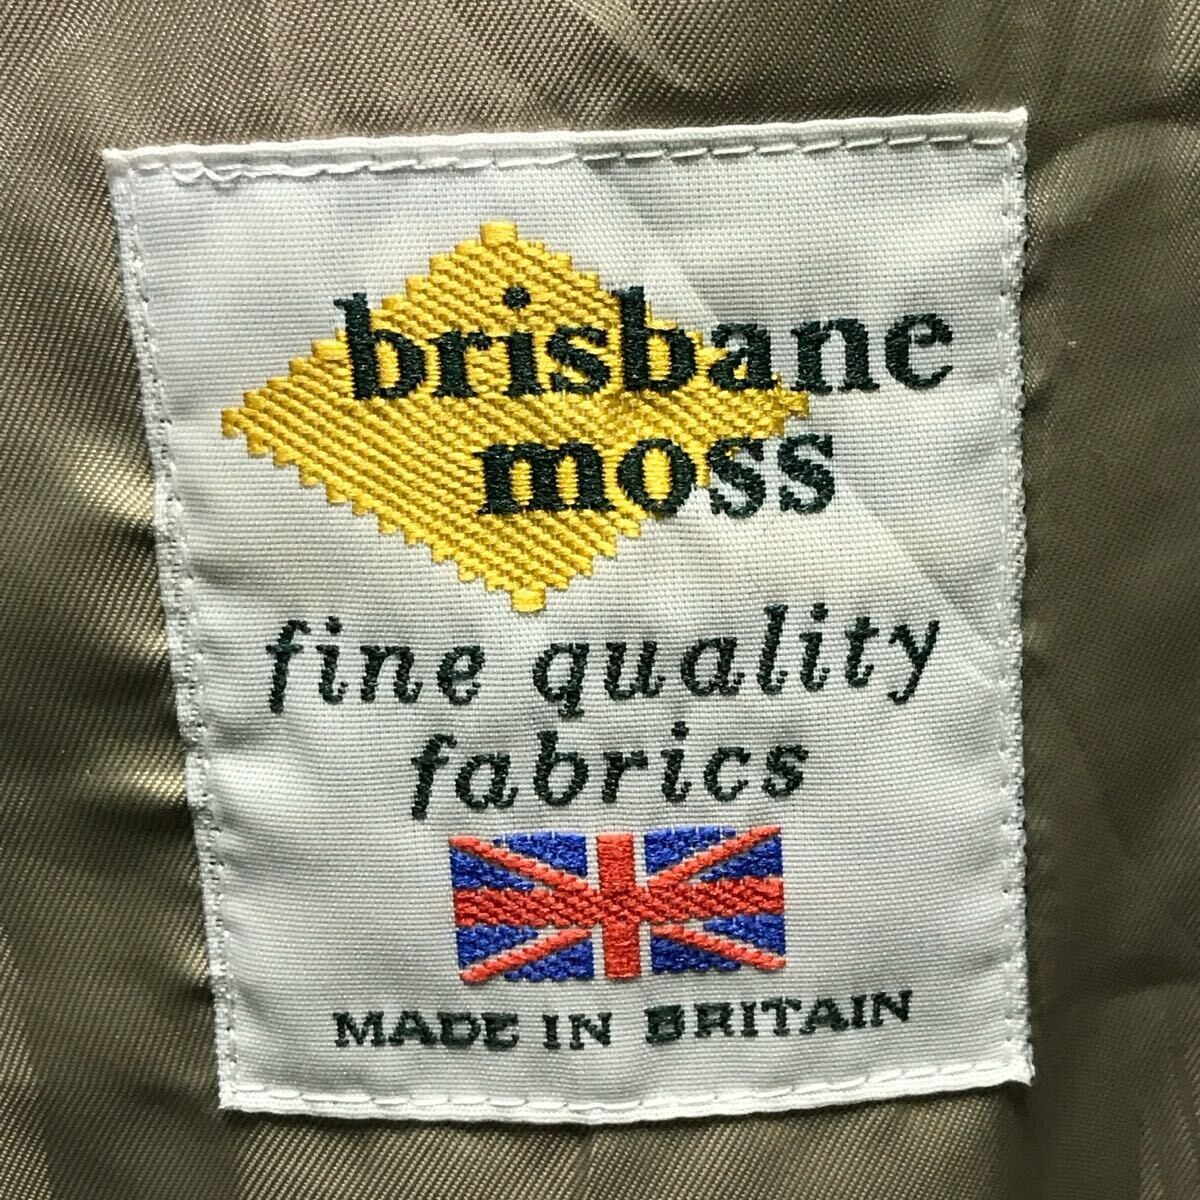 brisbane
moss
fine quality
fabrics
MADE IN BRITAIN